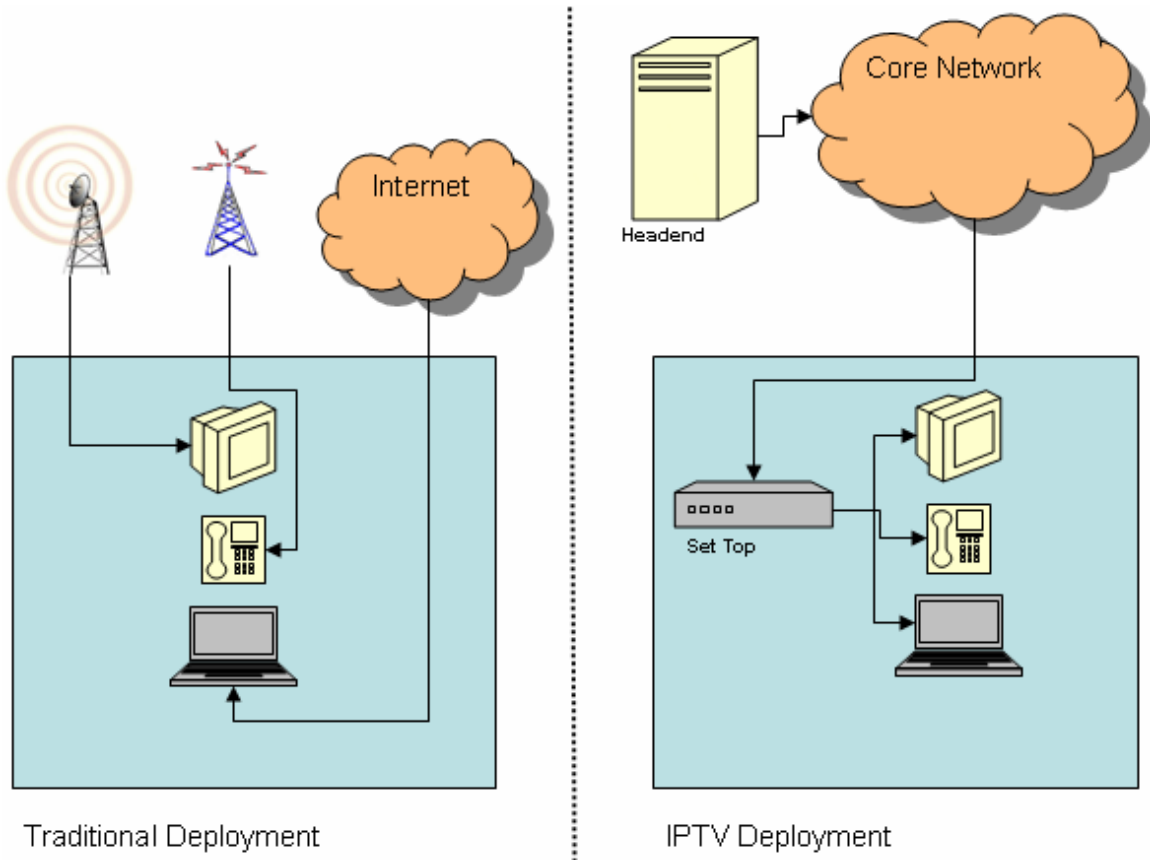 Internet
Traditional Deployment
Core Network
Headend
Set Top
IPTV Deployment